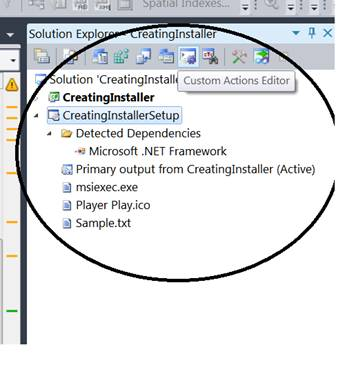 Spatial Indexes...
Solution Explorer - CreatingInstaller
Solution 'CreatingInstalle
Custom Actions Editor
CreatingInstaller
CreatingInstallerSetup
Detected Dependencies
Microsoft .NET Framework
Primary output from CreatingInstaller (Active)
msiexec.exe
Player Play.ico
Sample.txt